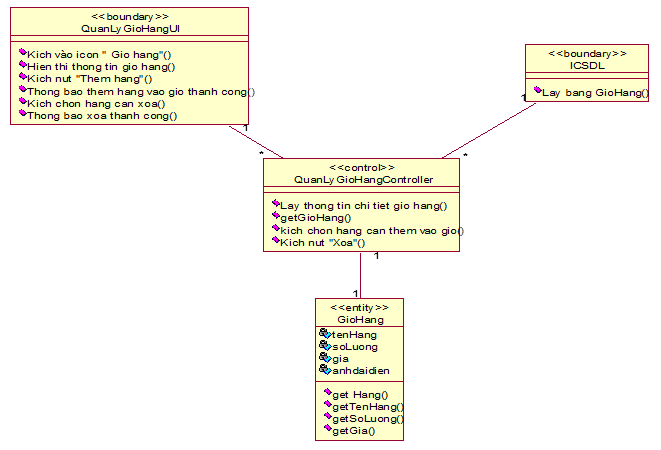 <<boundary>>
QuanLy GioHangUI
Kich vào icon " Gio hang"()
Hien thi thong tin gio hang()
Kich nut "Them hang"()
Thong bao them hang vao gio thanh cong()
Kich chon hang can xoa()
Thong bao xoa thanh cong()
<<boundary>>
ICSDL
Lay bang GioHang()
1
1
*
*
<<control>>
QuanLy GioHangController
Lay thong tin chi tiet gio hang()
getGioHang()
kich chon hang can them vao gio()
Kich nut "Xoa"()
1
1
<<entity>>
GioHang
tenHang
soLuong
gia
anhdaidien
get Hang()
getTenHang()
getSoLuong()
getGia()